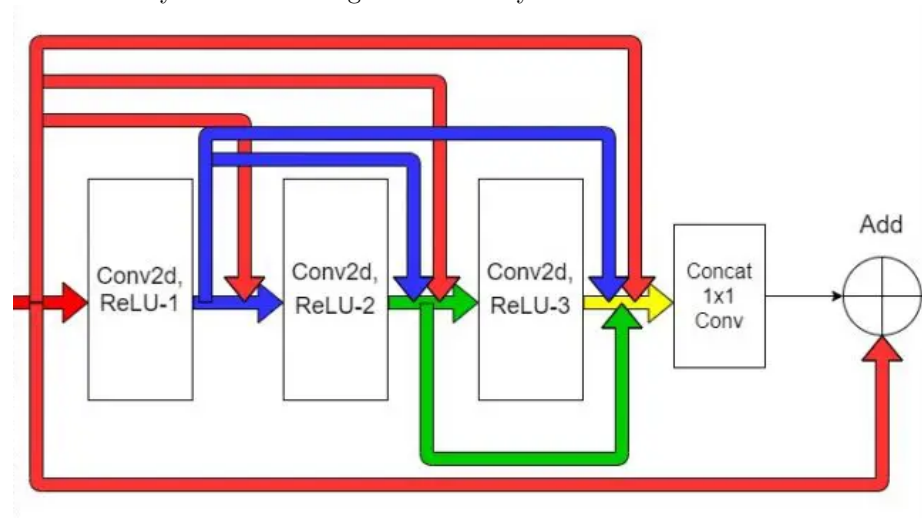 Conv2d,
ReLU-1
Conv2d,
ReLU-2
Conv2d,
ReLU-3
Concat
1x1
Conv
Add